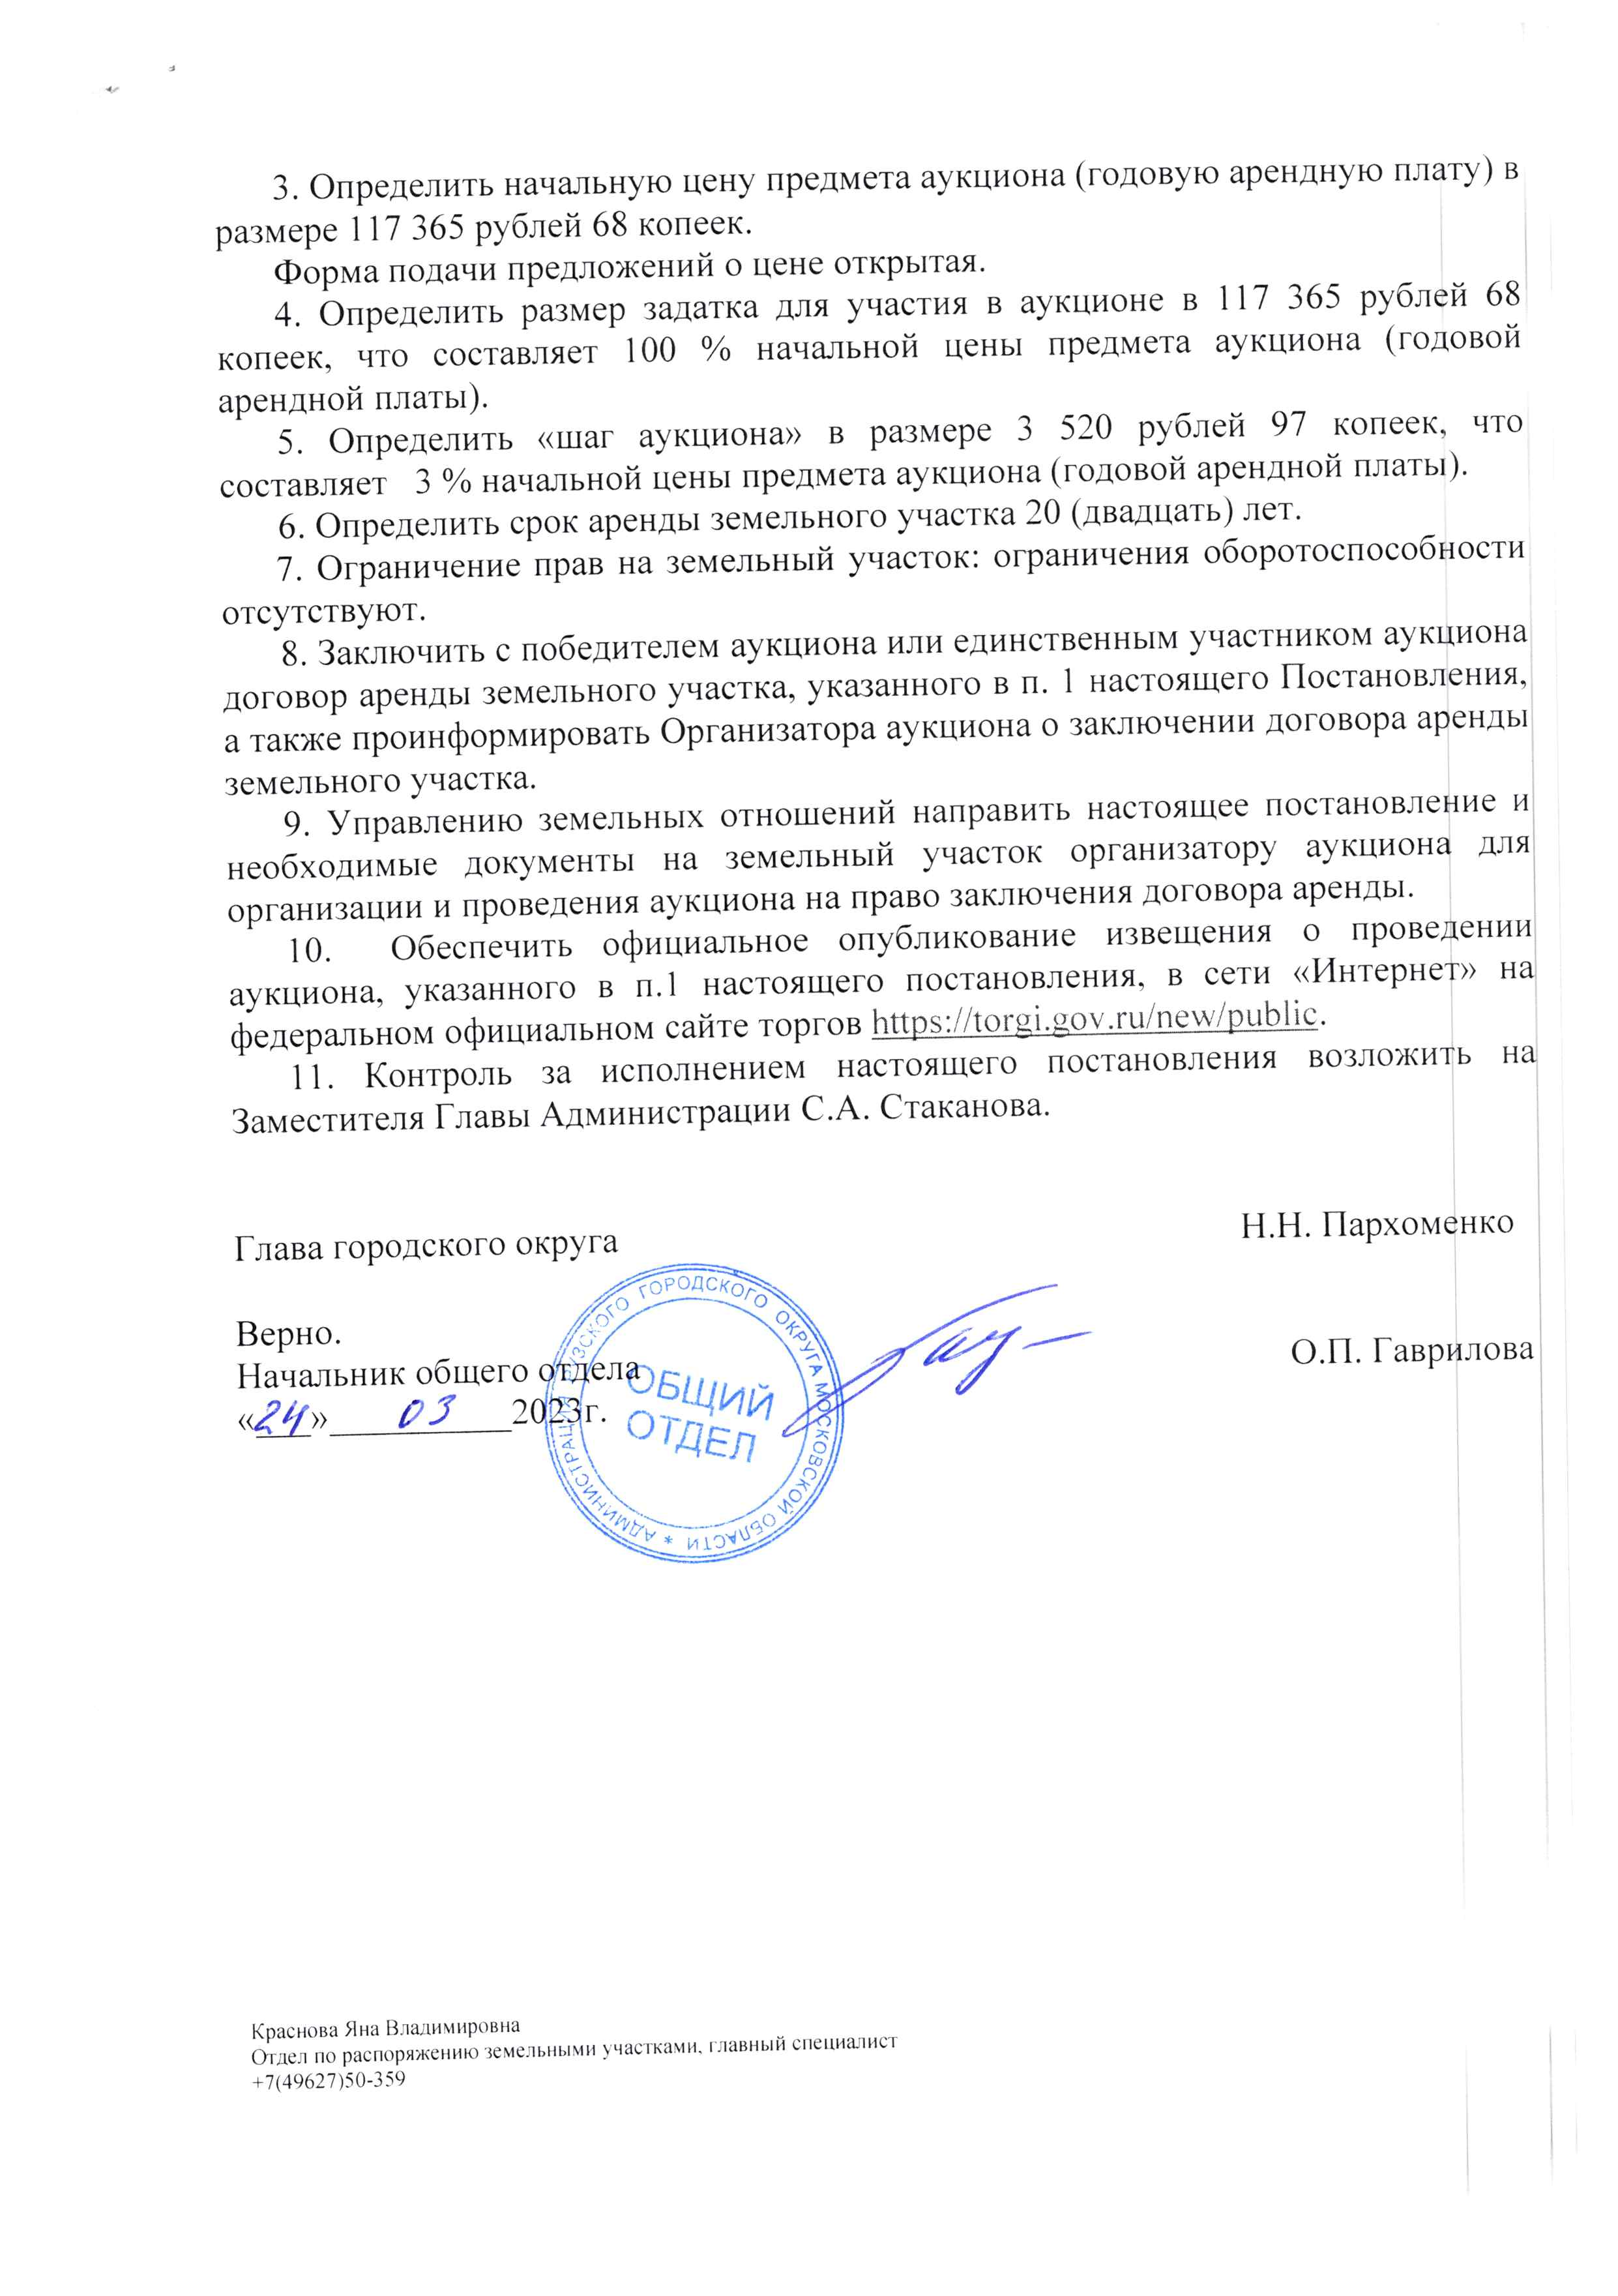 3. Определить начальную цену предмета аукциона (годовую арендную плату) в
размере 117 365 рублей 68 копеек.
Форма подачи предложений о цене открытая.
4. Определить размер задатка для участия в аукционе в 117 365 рублей 68
копеек, что составляет 100 % начальной цены предмета аукциона (годовой
арендной платы).
5. Определить «шаг аукциона» в размере 3 520 рублей 97 копеек, что
составляет 3 % начальной цены предмета аукциона (годовой арендной платы).
6. Определить срок аренды земельного участка 20 (двадцать) лет.
7. Ограничение прав на земельный участок: ограничения оборотоспособности
отсутствуют.
8. Заключить с победителем аукциона или единственным участником аукциона
договор аренды земельного участка, указанного в п. 1 настоящего Постановления,
а также проинформировать Организатора аукциона о заключении договора аренды
земельного участка.
9. Управлению земельных отношений направить настоящее постановление и
необходимые документы на земельный участок организатору аукциона для
организации и проведения аукциона на право заключения договора аренды.
10. Обеспечить официальное опубликование извещения о проведении
аукциона, указанного в п.1 настоящего постановления, в сети «Интернет» на
федеральном официальном сайте торгов https://torgi.gov.ru/new/public.
11. Контроль за исполнением настоящего постановления возложить на
Заместителя Главы Администрации С.А. Стаканова.
Глава городского округа Н.Н. Пархоменко
Верно.
Начальник общего отдела О.П. Гаврилова
«24» 03 2023г.
АДМИНИСТРАЦИЯ РУЗСКОГО ГОРОДСКОГО ОКРУГА МОСКОВСКОЙ ОБЛАСТИ *
ОБЩИЙ
ОТДЕЛ
Краснова Яна Владимировна
Отдел по распоряжению земельными участками, главный специалист
+7(49627)50-359